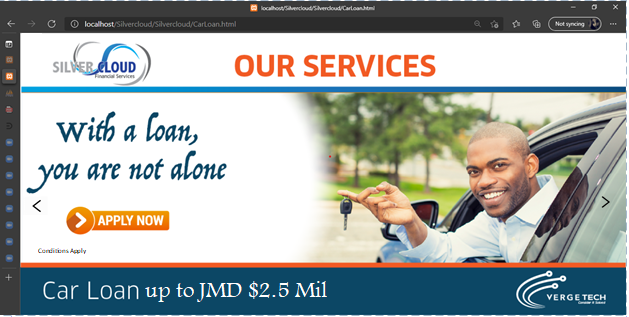 localhost/Silvercloud/Silvercloud/CarLoan.html
localhost/Silvercloud/Silvercloud/CarLoan.html
Not syncing
SILVER CLOUD
Financial Services
OUR SERVICES
With a loan,
you are not alone
APPLY NOW
Conditions Apply
Car Loan up to JMD $2.5 Mil
VERGE TECH